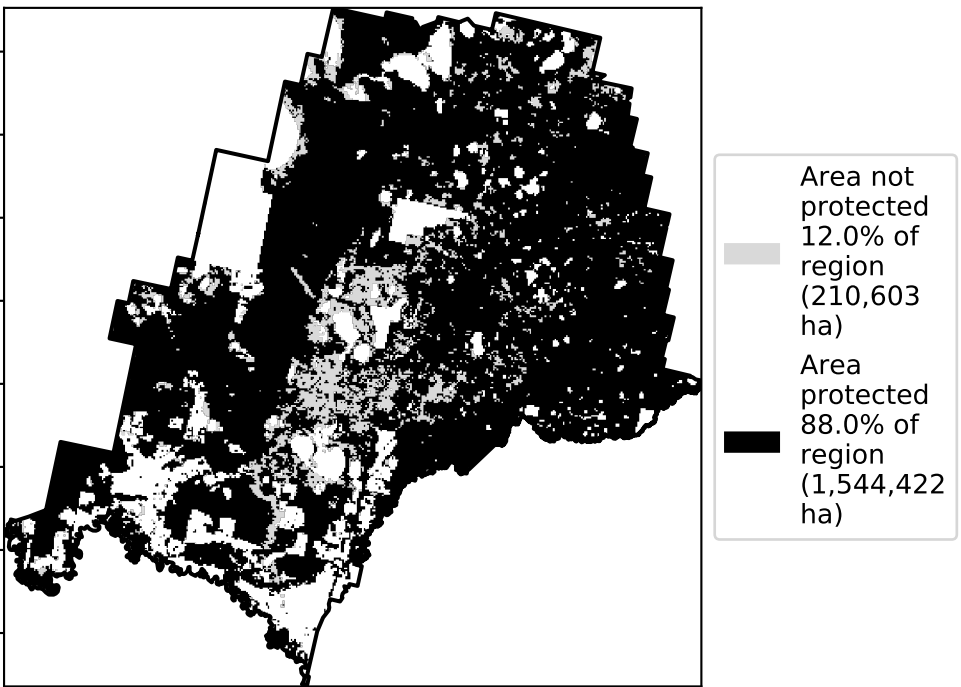 Area not
protected
12.0% of
region
(210,603
ha)
Area
protected
88.0% of
region
(1,544,422
ha)